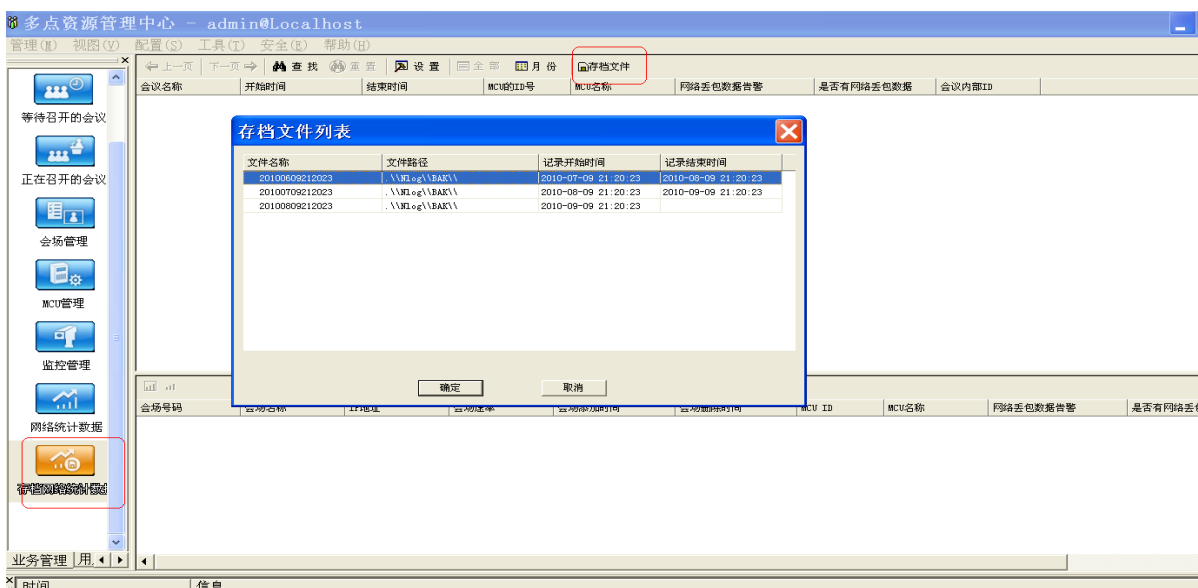 多点资源管理中心 - admin@Localhost
管理(M) 视图(V) 配置(S) 工具(T) 安全(E) 帮助(H)
上一页 下一页 查找 重置 设置 全部 月份 存档文件
会议名称 开始时间 结束时间 MCU的ID号 MCU名称 网络丢包数据告警 是否有网络丢包数据 会议内部ID
等待召开的会议
正在召开的会议
会场管理
MCU管理
监控管理
网络统计数据
存档网络统计数据
业务管理 用
存档文件列表
文件名称 文件路径 记录开始时间 记录结束时间
20100609212023 .\\Nlog\\BAK\\ 2010-07-09 21:20:23 2010-08-09 21:20:23
20100709212023 .\\Nlog\\BAK\\ 2010-08-09 21:20:23 2010-09-09 21:20:23
20100809212023 .\\Nlog\\BAK\\ 2010-09-09 21:20:23
确定 取消
会场号码 会场名称 IP地址 会场速率 会场添加时间 会场删除时间 MCU ID MCU名称 网络丢包数据告警 是否有网络丢
时间 信息